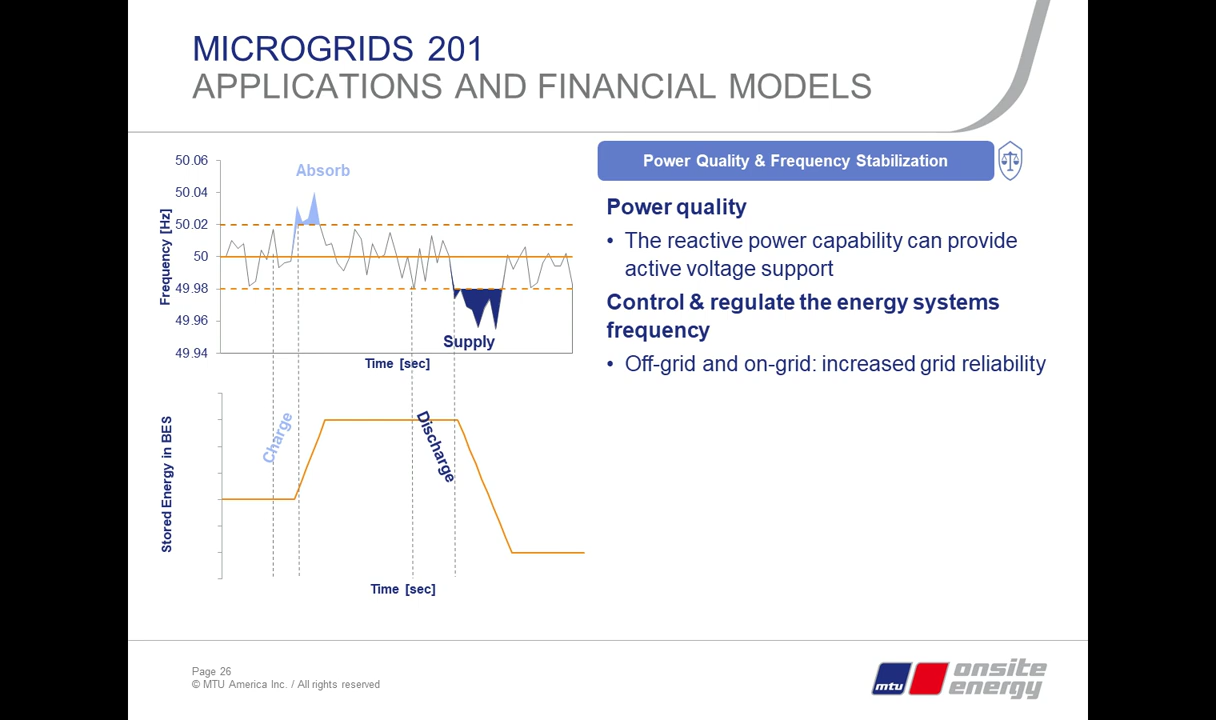 MICROGRIDS 201
APPLICATIONS AND FINANCIAL MODELS
50.06
50.04
50.02
50
49.98
49.96
49.94
Frequency [Hz]
Absorb
Supply
Time [sec]
Stored Energy in BES
Charge
Discharge
Time [sec]
Power Quality & Frequency Stabilization
Power quality
• The reactive power capability can provide
active voltage support
Control & regulate the energy systems
frequency
• Off-grid and on-grid: increased grid reliability
Page 26
© MTU America Inc. / All rights reserved
mtu
onsite
energy